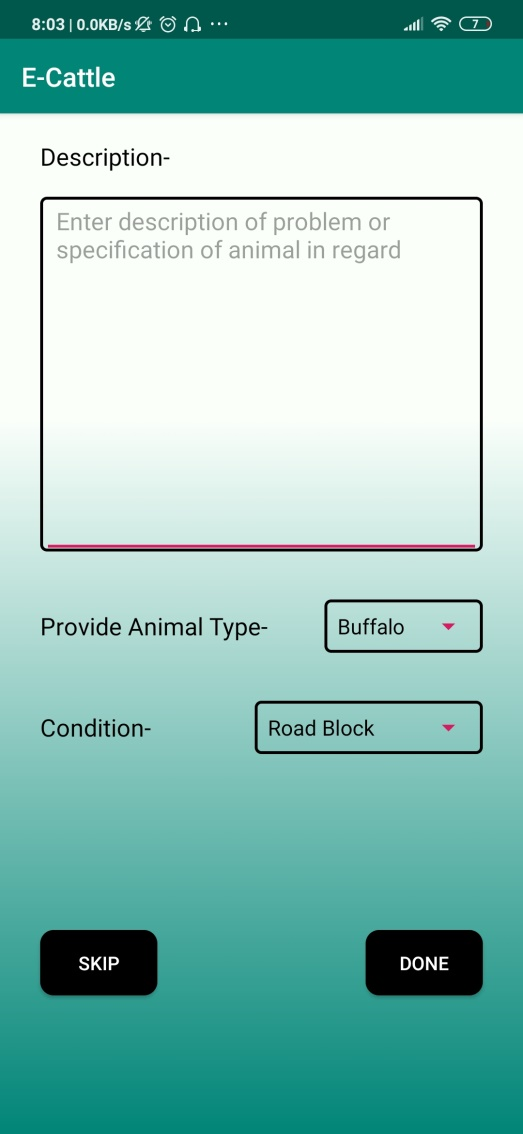 8:03 | 0.0KB/s ... 7
E-Cattle
Description-
Enter description of problem or
specification of animal in regard
Provide Animal Type- Buffalo
Condition- Road Block
SKIP DONE